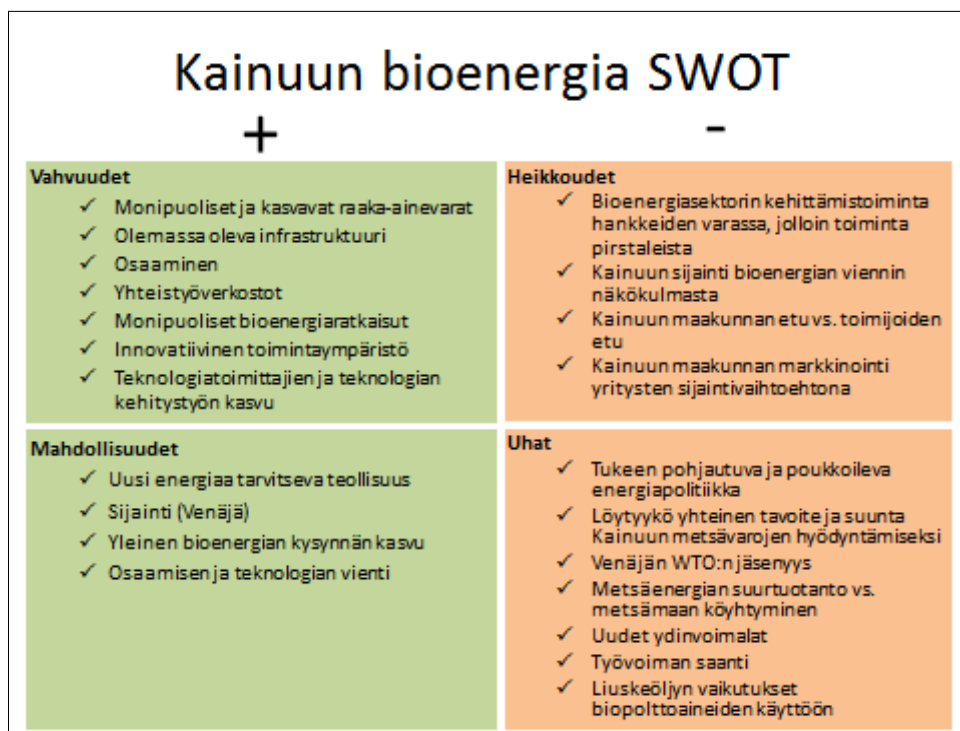 Kainuun bioenergia SWOT
+
-
Vahvuudet
✓ Monipuoliset ja kasvavat raaka-ainevarat
✓ Olemassa oleva infrastruktuuri
✓ Osaaminen
✓ Yhteistyöverkostot
✓ Monipuoliset bioenergiaratkaisut
✓ Innovatiivinen toimintaympäristö
✓ Teknologiatoimittajien ja teknologian
kehitystyön kasvu
Heikkoudet
✓ Bioenergiasektorin kehittämistoiminta
hankkeiden varassa, jolloin toiminta
pirstaleista
✓ Kainuun sijainti bioenergian viennin
näkökulmasta
✓ Kainuun maakunnan etu vs. toimijoiden
etu
✓ Kainuun maakunnan markkinointi
yritysten sijaintivaihtoehtona
Mahdollisuudet
✓ Uusi energiaa tarvitseva teollisuus
✓ Sijainti (Venäjä)
✓ Yleinen bioenergian kysynnän kasvu
✓ Osaamisen ja teknologian vienti
Uhat
✓ Tukeen pohjautuva ja poukkoileva
energiapolitiikka
✓ Löytyykö yhteinen tavoite ja suunta
Kainuun metsävarojen hyödyntämiseksi
✓ Venäjän WTO:n jäsenyys
✓ Metsäenergian suurtuotanto vs.
metsämaan köyhtyminen
✓ Uudet ydinvoimalat
✓ Työvoiman saanti
✓ Liuskeöljyn vaikutukset
biopolttoaineiden käyttöön